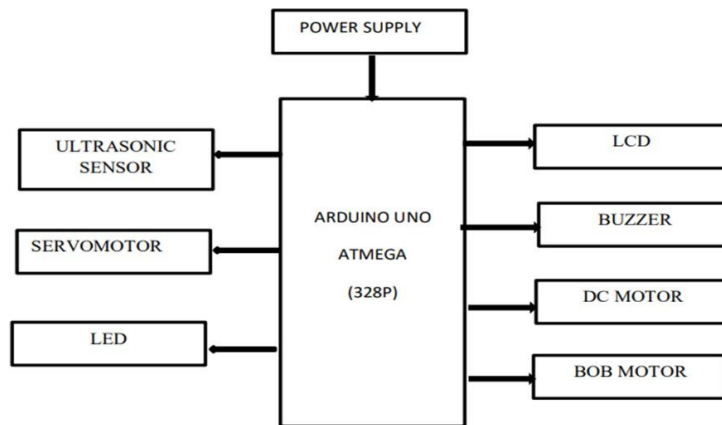 POWER SUPPLY
ULTRASONIC
SENSOR
SERVOMOTOR
LED
ARDUINO UNO
ATMEGA
(328P)
LCD
BUZZER
DC MOTOR
BOB MOTOR